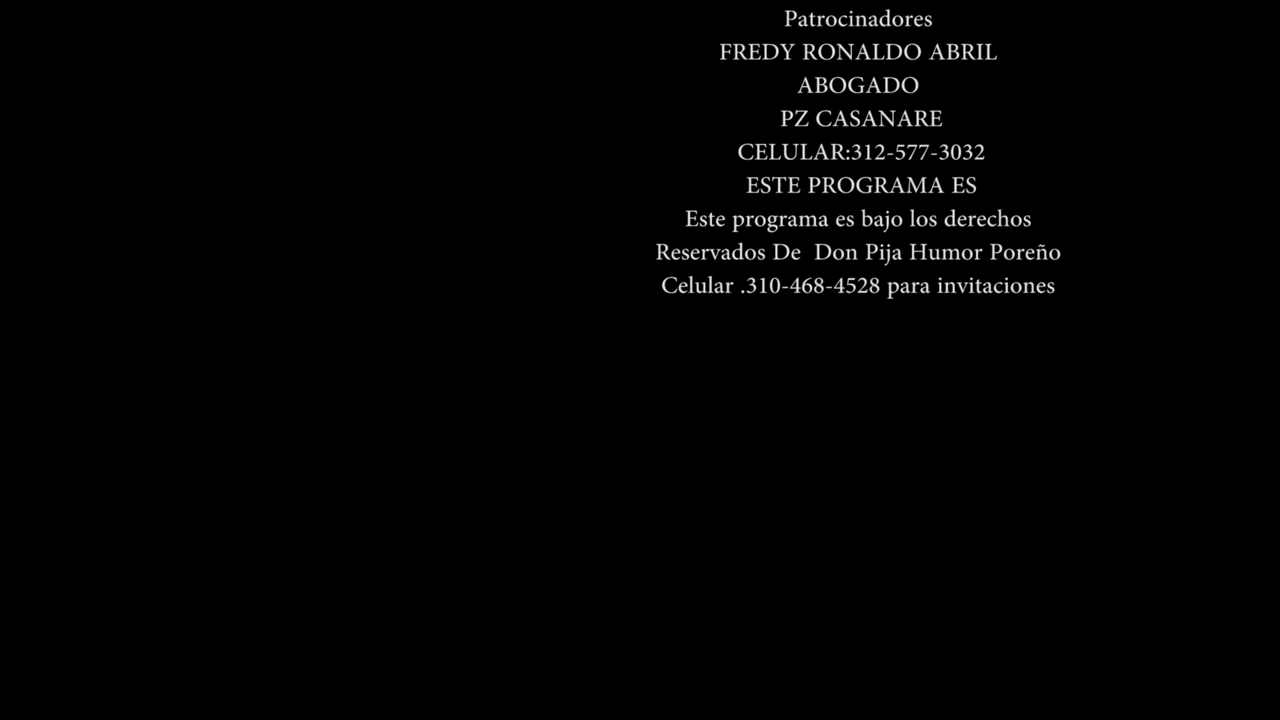 Patrocinadores
FREDY RONALDO ABRIL
ABOGADO
PZ CASANARE
CELULAR:312-577-3032
ESTE PROGRAMA ES
Este programa es bajo los derechos
Reservados De  Don Pija Humor Poreño
Celular .310-468-4528 para invitaciones